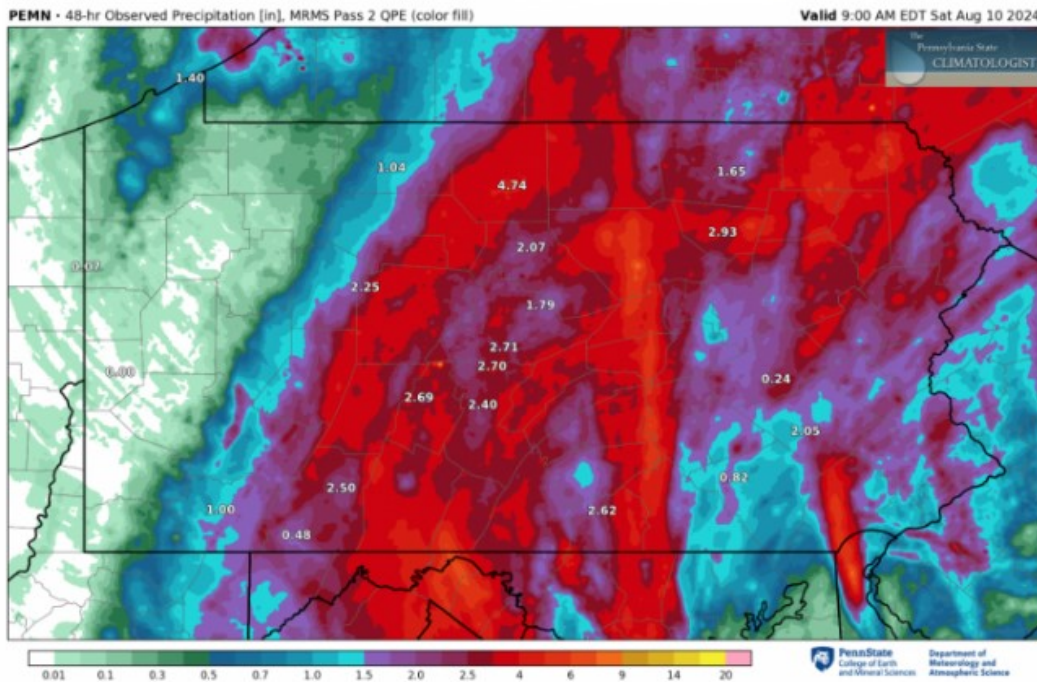 PEMN · 48-hr Observed Precipitation [in], MRMS Pass 2 QPE (color fill)
Valid 9:00 AM EDT Sat Aug 10 2024
The
Pennsylvania State
CLIMATOLOGIST
1.40
1.04
4.74
1.65
2.93
2.07
0.07
2.25
1.79
2.71
2.70
0.00
0.24
2.69
2.40
2.05
0.82
2.50
1.00
2.62
0.48
0.01 0.1 0.3 0.5 0.7 1.0 1.5 2.0 2.5 4 6 9 14 20
PennState
College of Earth
and Mineral Sciences
Department of
Meteorology and
Atmospheric Science